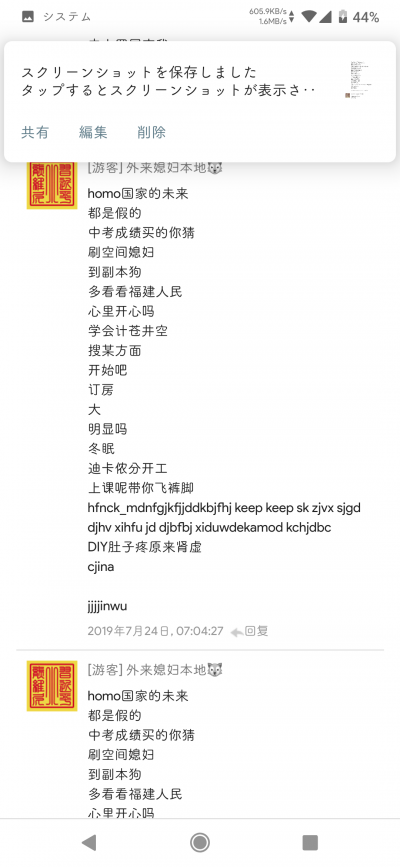 システム
605.9KB/s
1.6MB/s
44%
スクリーンショットを保存しました
タップするとスクリーンショットが表示さ‥
共有 編集 削除
[游客] 外来媳妇本地🐺
homo国家的未来
都是假的
中考成绩买的你猜
刷空间媳妇
到副本狗
多看看福建人民
心里开心吗
学会计苍井空
搜某方面
开始吧
订房
大
明显吗
冬眠
迪卡侬分开工
上课呢带你飞裤脚
hfnck_mdnfgjkfjjddkbjfhj keep keep sk zjvx sjgd
djhv xihfu jd djbfbj xiduwdekamod kchjdbc
DIY肚子疼原来肾虚
cjina
jjjjinwu
2019年7月24日, 07:04:27 回复
[游客] 外来媳妇本地🐺
homo国家的未来
都是假的
中考成绩买的你猜
刷空间媳妇
到副本狗
多看看福建人民
心里开心吗